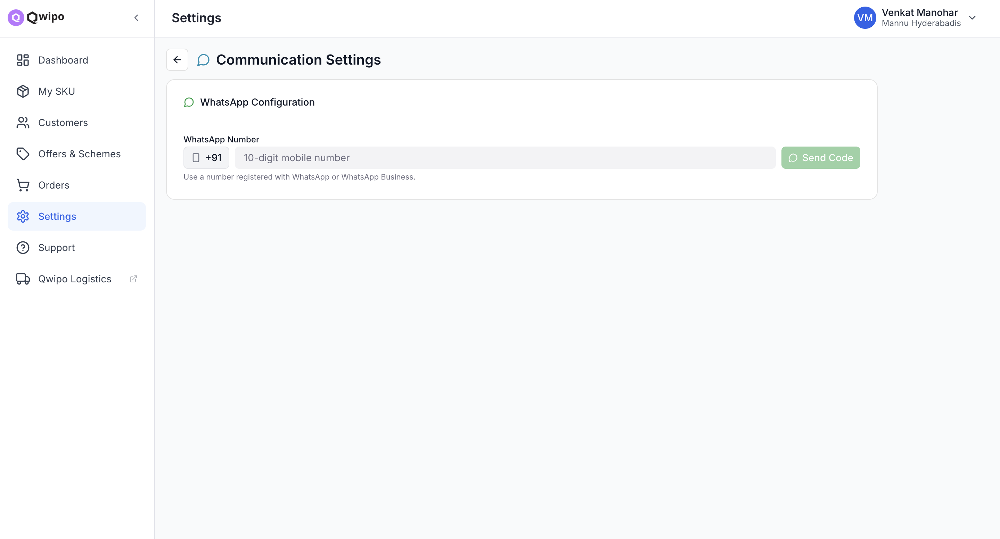 Qwipo
Settings
VM
Venkat Manohar
Mannu Hyderabadis
Dashboard
My SKU
Customers
Offers & Schemes
Orders
Settings
Support
Qwipo Logistics
Communication Settings
WhatsApp Configuration
WhatsApp Number
+91
10-digit mobile number
Send Code
Use a number registered with WhatsApp or WhatsApp Business.